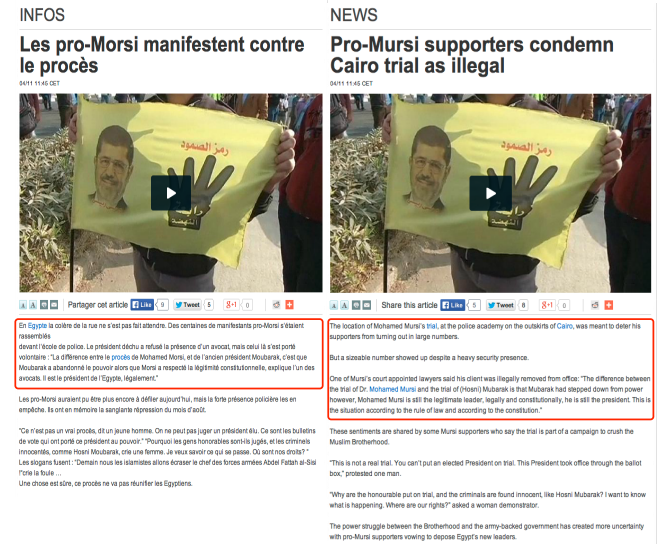 INFOS
Les pro-Morsi manifestent contre
le procès
04/11 11:45 CET
رمز الصمود
رابعة
النهضة
Partager cet article
Like
9
Tweet
5
+1
0
En Egypte la colère de la rue ne s'est pas fait attendre. Des centaines de manifestants pro-Morsi s'étaient
rassemblés
devant l'école de police. Le président déchu a refusé la présence d'un avocat, mais celui là s'est porté
volontaire : "La différence entre le procès de Mohamed Morsi, et de l'ancien président Moubarak, c'est que
Moubarak a abandonné le pouvoir alors que Morsi a respecté la légitimité constitutionnelle, explique l'un des
avocats. Il est le président de l'Egypte, légalement."
Les pro-Morsi auraient pu être plus encore à défiler aujourd'hui, mais la forte présence policière les en
empêche. Ils ont en mémoire la sanglante répression du mois d'août.
"Ce n'est pas un vrai procès, dit un jeune homme. On ne peut pas juger un président élu. Ce sont les bulletins
de vote qui ont porté ce président au pouvoir." "Pourquoi les gens honorables sont-ils jugés, et les criminels
innocentés, comme Hosni Moubarak, crie une femme. Je veux savoir ce qui se passe. Où sont nos droits? "
Les slogans fusent : "Demain nous les islamistes allons écraser le chef des forces armées Abdel Fattah al-Sisi
!"crie la foule ...
Une chose est sûre, ce procès ne va pas réunifier les Egyptiens.
NEWS
Pro-Mursi supporters condemn
Cairo trial as illegal
04/11 11:45 CET
رمز الصمود
رابعة
النهضة
Share this article
Like
5
Tweet
8
+1
0
The location of Mohamed Mursi's trial, at the police academy on the outskirts of Cairo, was meant to deter his
supporters from turning out in large numbers.
But a sizeable number showed up despite a heavy security presence.
One of Mursi's court appointed lawyers said his client was illegally removed from office: "The difference between
the trial of Dr. Mohamed Mursi and the trial of (Hosni) Mubarak is that Mubarak had stepped down from power
however, Mohamed Mursi is still the legitimate leader, legally and constitutionally, he is still the president. This is
the situation according to the rule of law and according to the constitution."
These sentiments are shared by some Mursi supporters who say the trial is part of a campaign to crush the
Muslim Brotherhood.
"This is not a real trial. You can't put an elected President on trial. This President took office through the ballot
box," protested one man.
"Why are the honourable put on trial, and the criminals are found innocent, like Hosni Mubarak? I want to know
what is happening. Where are our rights?" asked a woman demonstrator.
The power struggle between the Brotherhood and the army-backed government has created more uncertainty
with pro-Mursi supporters vowing to depose Egypt's new leaders.